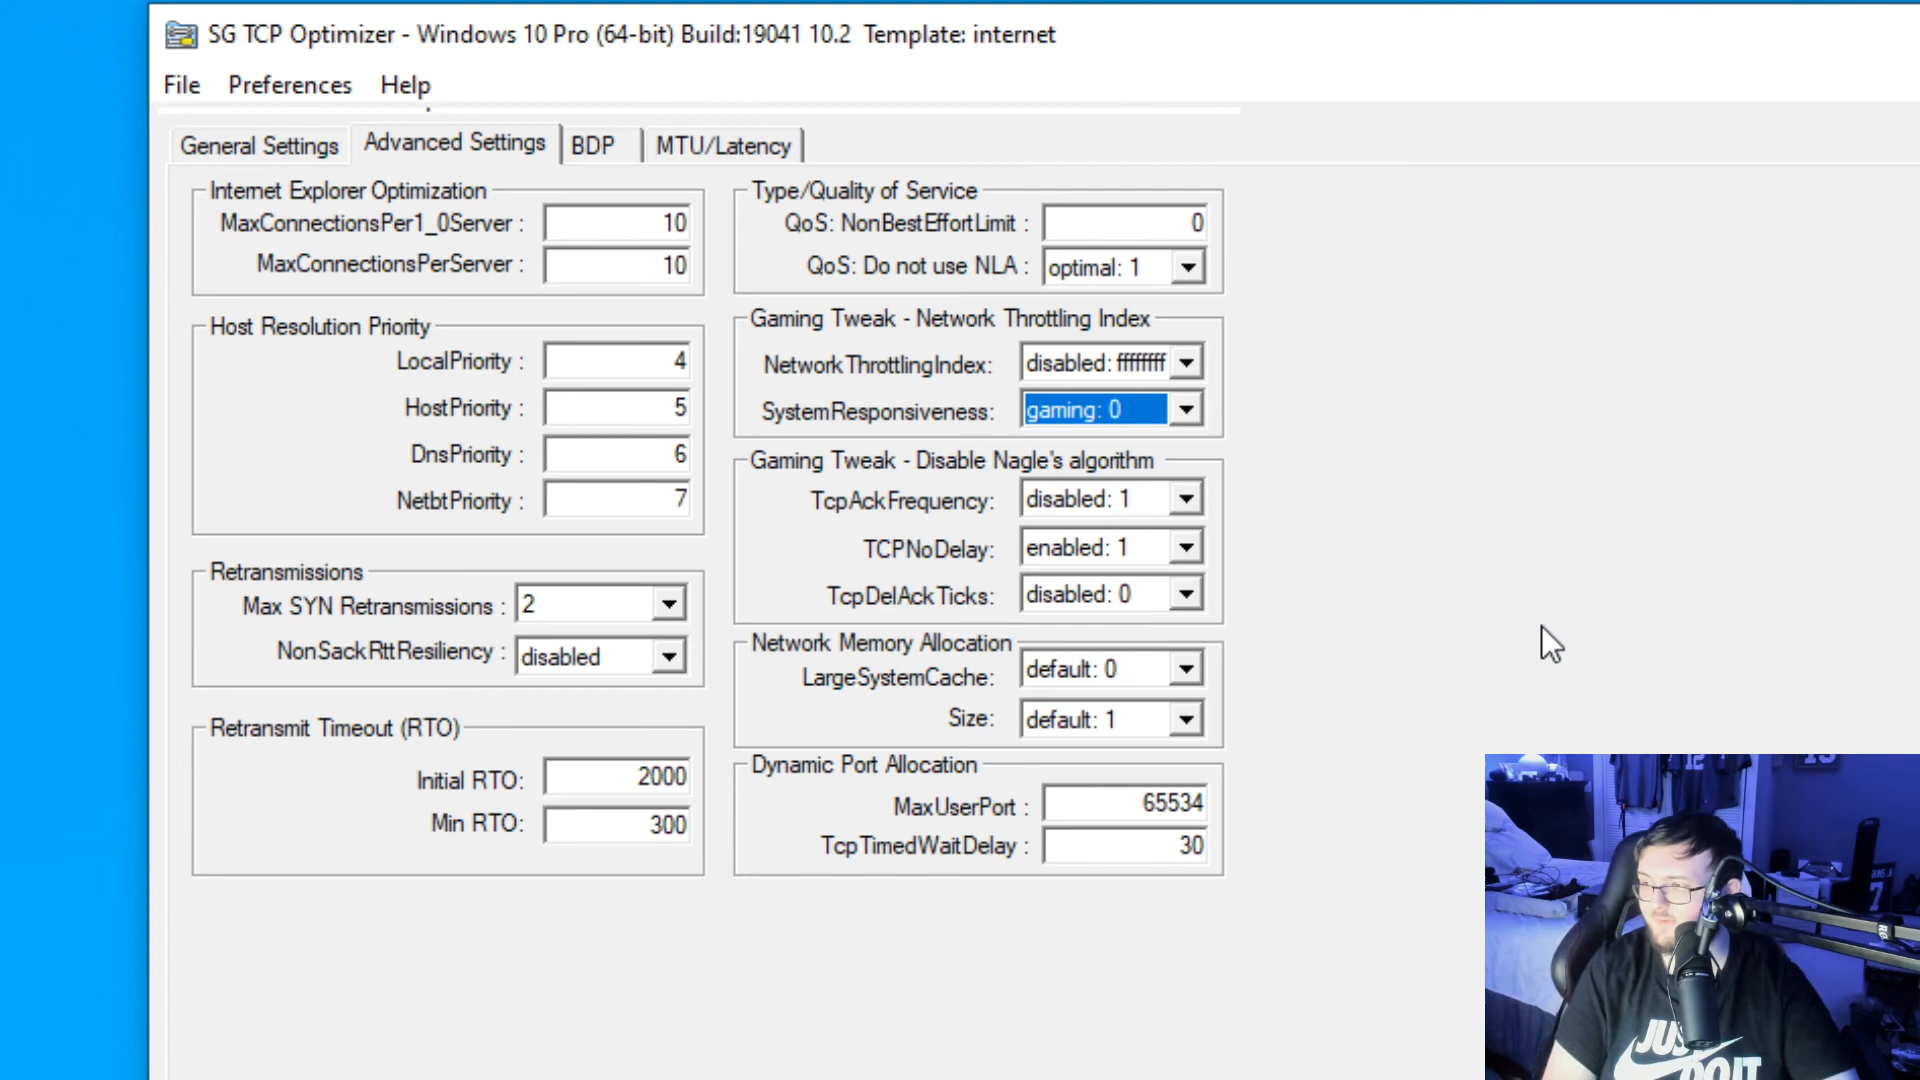 SG TCP Optimizer - Windows 10 Pro (64-bit) Build:19041 10.2 Template: internet
File Preferences Help
General Settings Advanced Settings BDP MTU/Latency
Internet Explorer Optimization
MaxConnectionsPer1_0Server : 10
MaxConnectionsPerServer : 10
Host Resolution Priority
LocalPriority : 4
HostPriority : 5
DnsPriority : 6
NetbtPriority : 7
Retransmissions
Max SYN Retransmissions : 2
NonSackRttResiliency : disabled
Retransmit Timeout (RTO)
Initial RTO: 2000
Min RTO: 300
Type/Quality of Service
QoS: NonBestEffortLimit : 0
QoS: Do not use NLA : optimal: 1
Gaming Tweak - Network Throttling Index
NetworkThrottlingIndex: disabled: ffffffff
SystemResponsiveness: gaming: 0
Gaming Tweak - Disable Nagle's algorithm
TcpAckFrequency: disabled: 1
TCPNoDelay: enabled: 1
TcpDelAckTicks: disabled: 0
Network Memory Allocation
LargeSystemCache: default: 0
Size: default: 1
Dynamic Port Allocation
MaxUserPort : 65534
TcpTimedWaitDelay : 30
12
7
JUST
DO IT